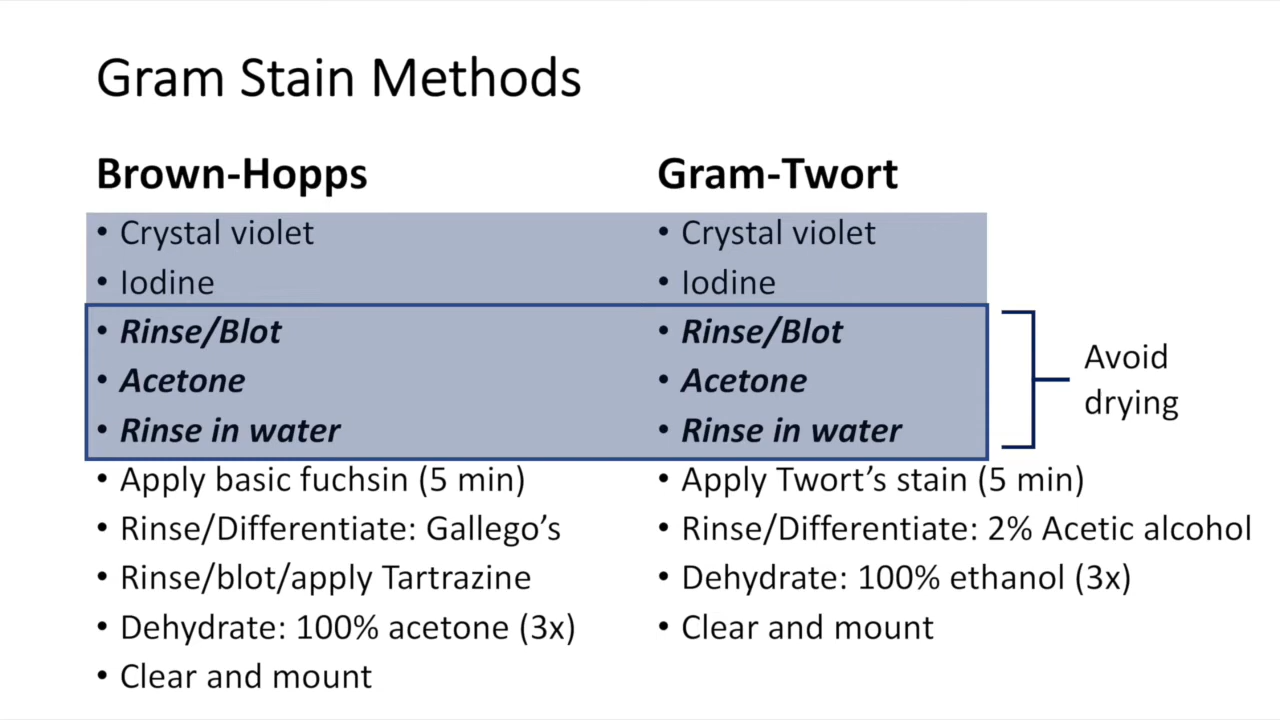 Gram Stain Methods
Brown-Hopps
• Crystal violet
• Iodine
• Rinse/Blot
• Acetone
• Rinse in water
• Apply basic fuchsin (5 min)
• Rinse/Differentiate: Gallego’s
• Rinse/blot/apply Tartrazine
• Dehydrate: 100% acetone (3x)
• Clear and mount
Gram-Twort
• Crystal violet
• Iodine
• Rinse/Blot
• Acetone
• Rinse in water
• Apply Twort’s stain (5 min)
• Rinse/Differentiate: 2% Acetic alcohol
• Dehydrate: 100% ethanol (3x)
• Clear and mount
Avoid
drying